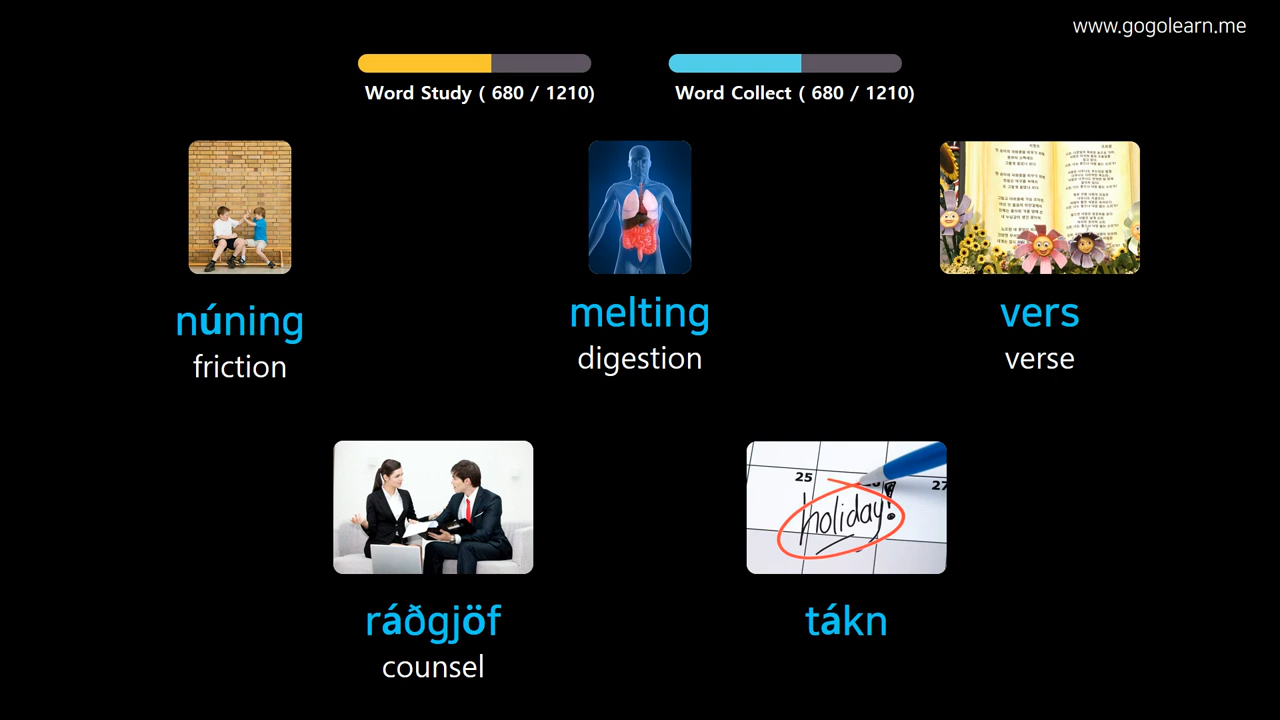 www.gogolearn.me
Word Study ( 680 / 1210)
Word Collect ( 680 / 1210)
núning
friction
melting
digestion
vers
verse
25
27
holiday!
ráðgjöf
counsel
tákn